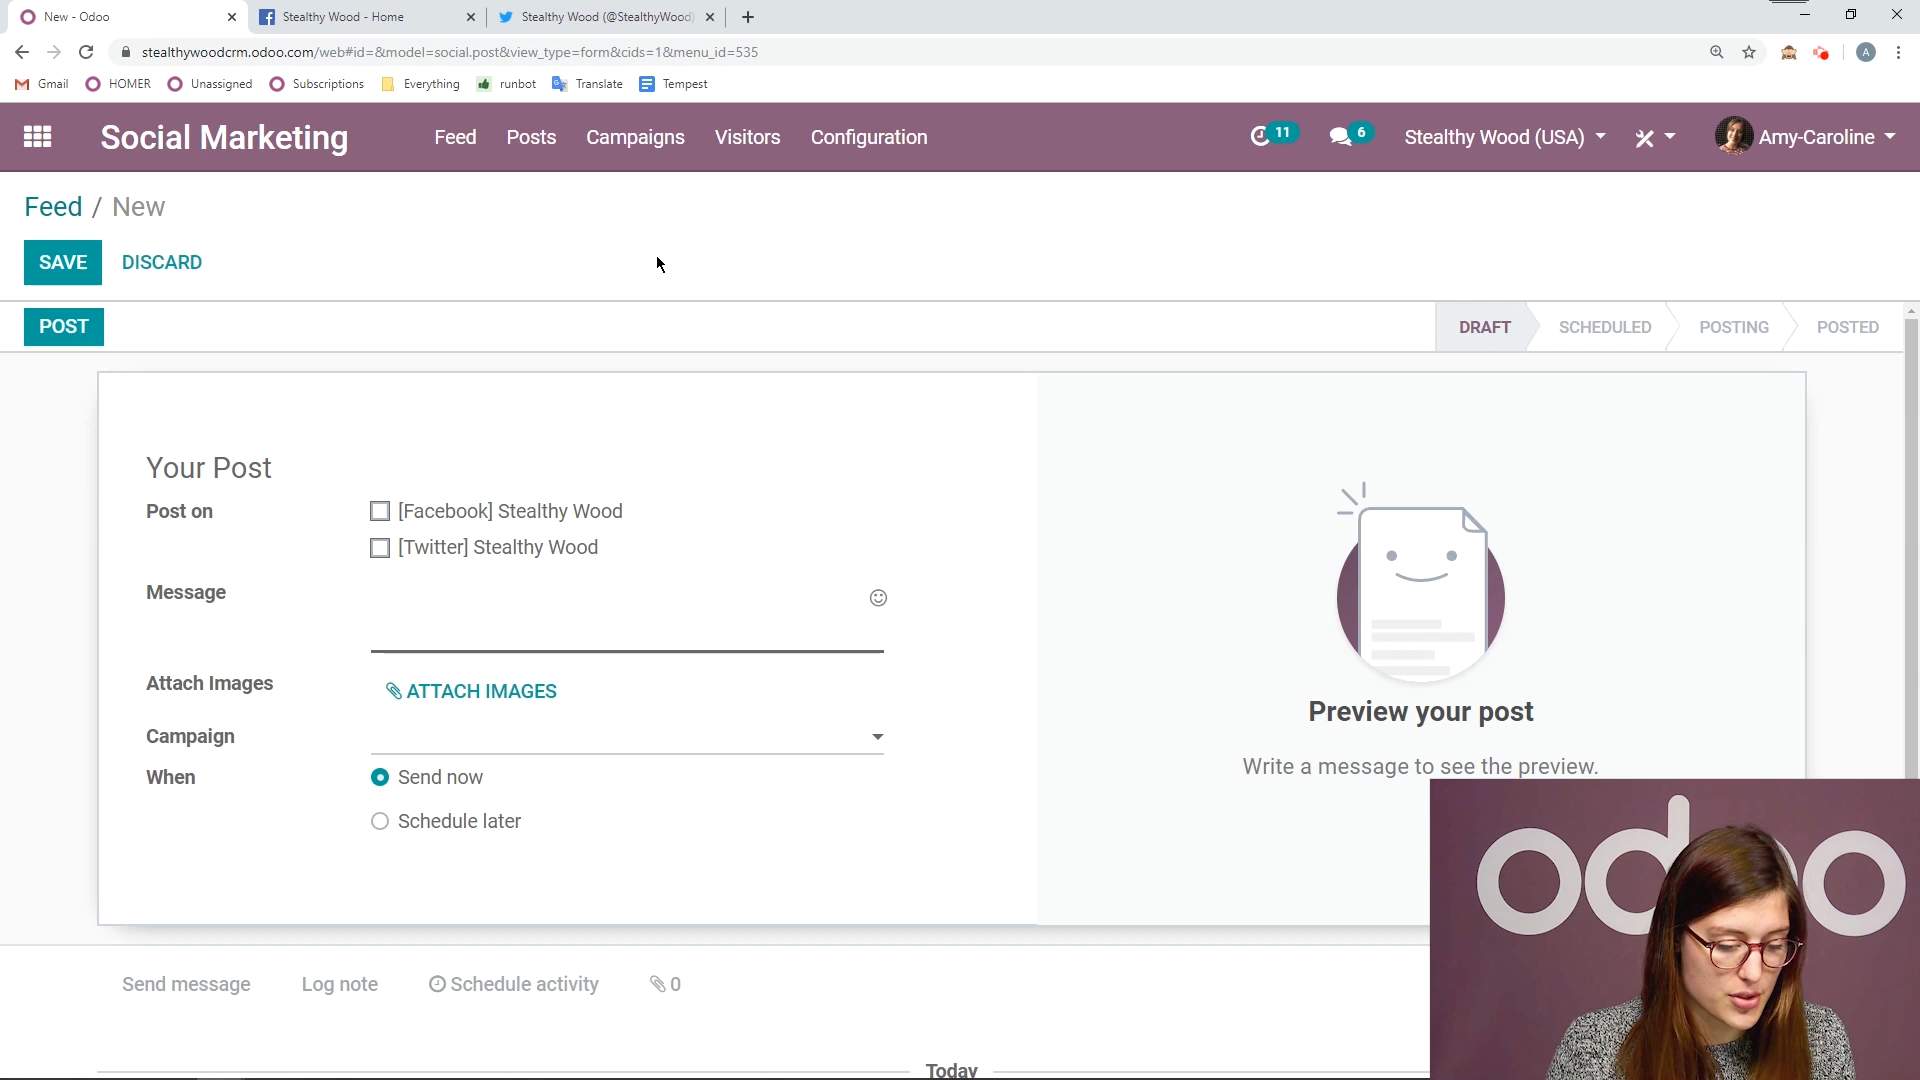 New - Odoo
Stealthy Wood - Home
Stealthy Wood (@StealthyWood)
stealthywoodcrm.odoo.com/web#id=&model=social.post&view_type=form&cids=1&menu_id=535
A
Gmail
HOMER
Unassigned
Subscriptions
Everything
runbot
Translate
Tempest
Social Marketing
Feed
Posts
Campaigns
Visitors
Configuration
11
6
Stealthy Wood (USA)
Amy-Caroline
Feed / New
SAVE
DISCARD
POST
DRAFT
SCHEDULED
POSTING
POSTED
Your Post
Post on
[Facebook] Stealthy Wood
[Twitter] Stealthy Wood
Message
Attach Images
ATTACH IMAGES
Campaign
When
Send now
Schedule later
Preview your post
Write a message to see the preview.
odoo
Send message
Log note
Schedule activity
0
Today